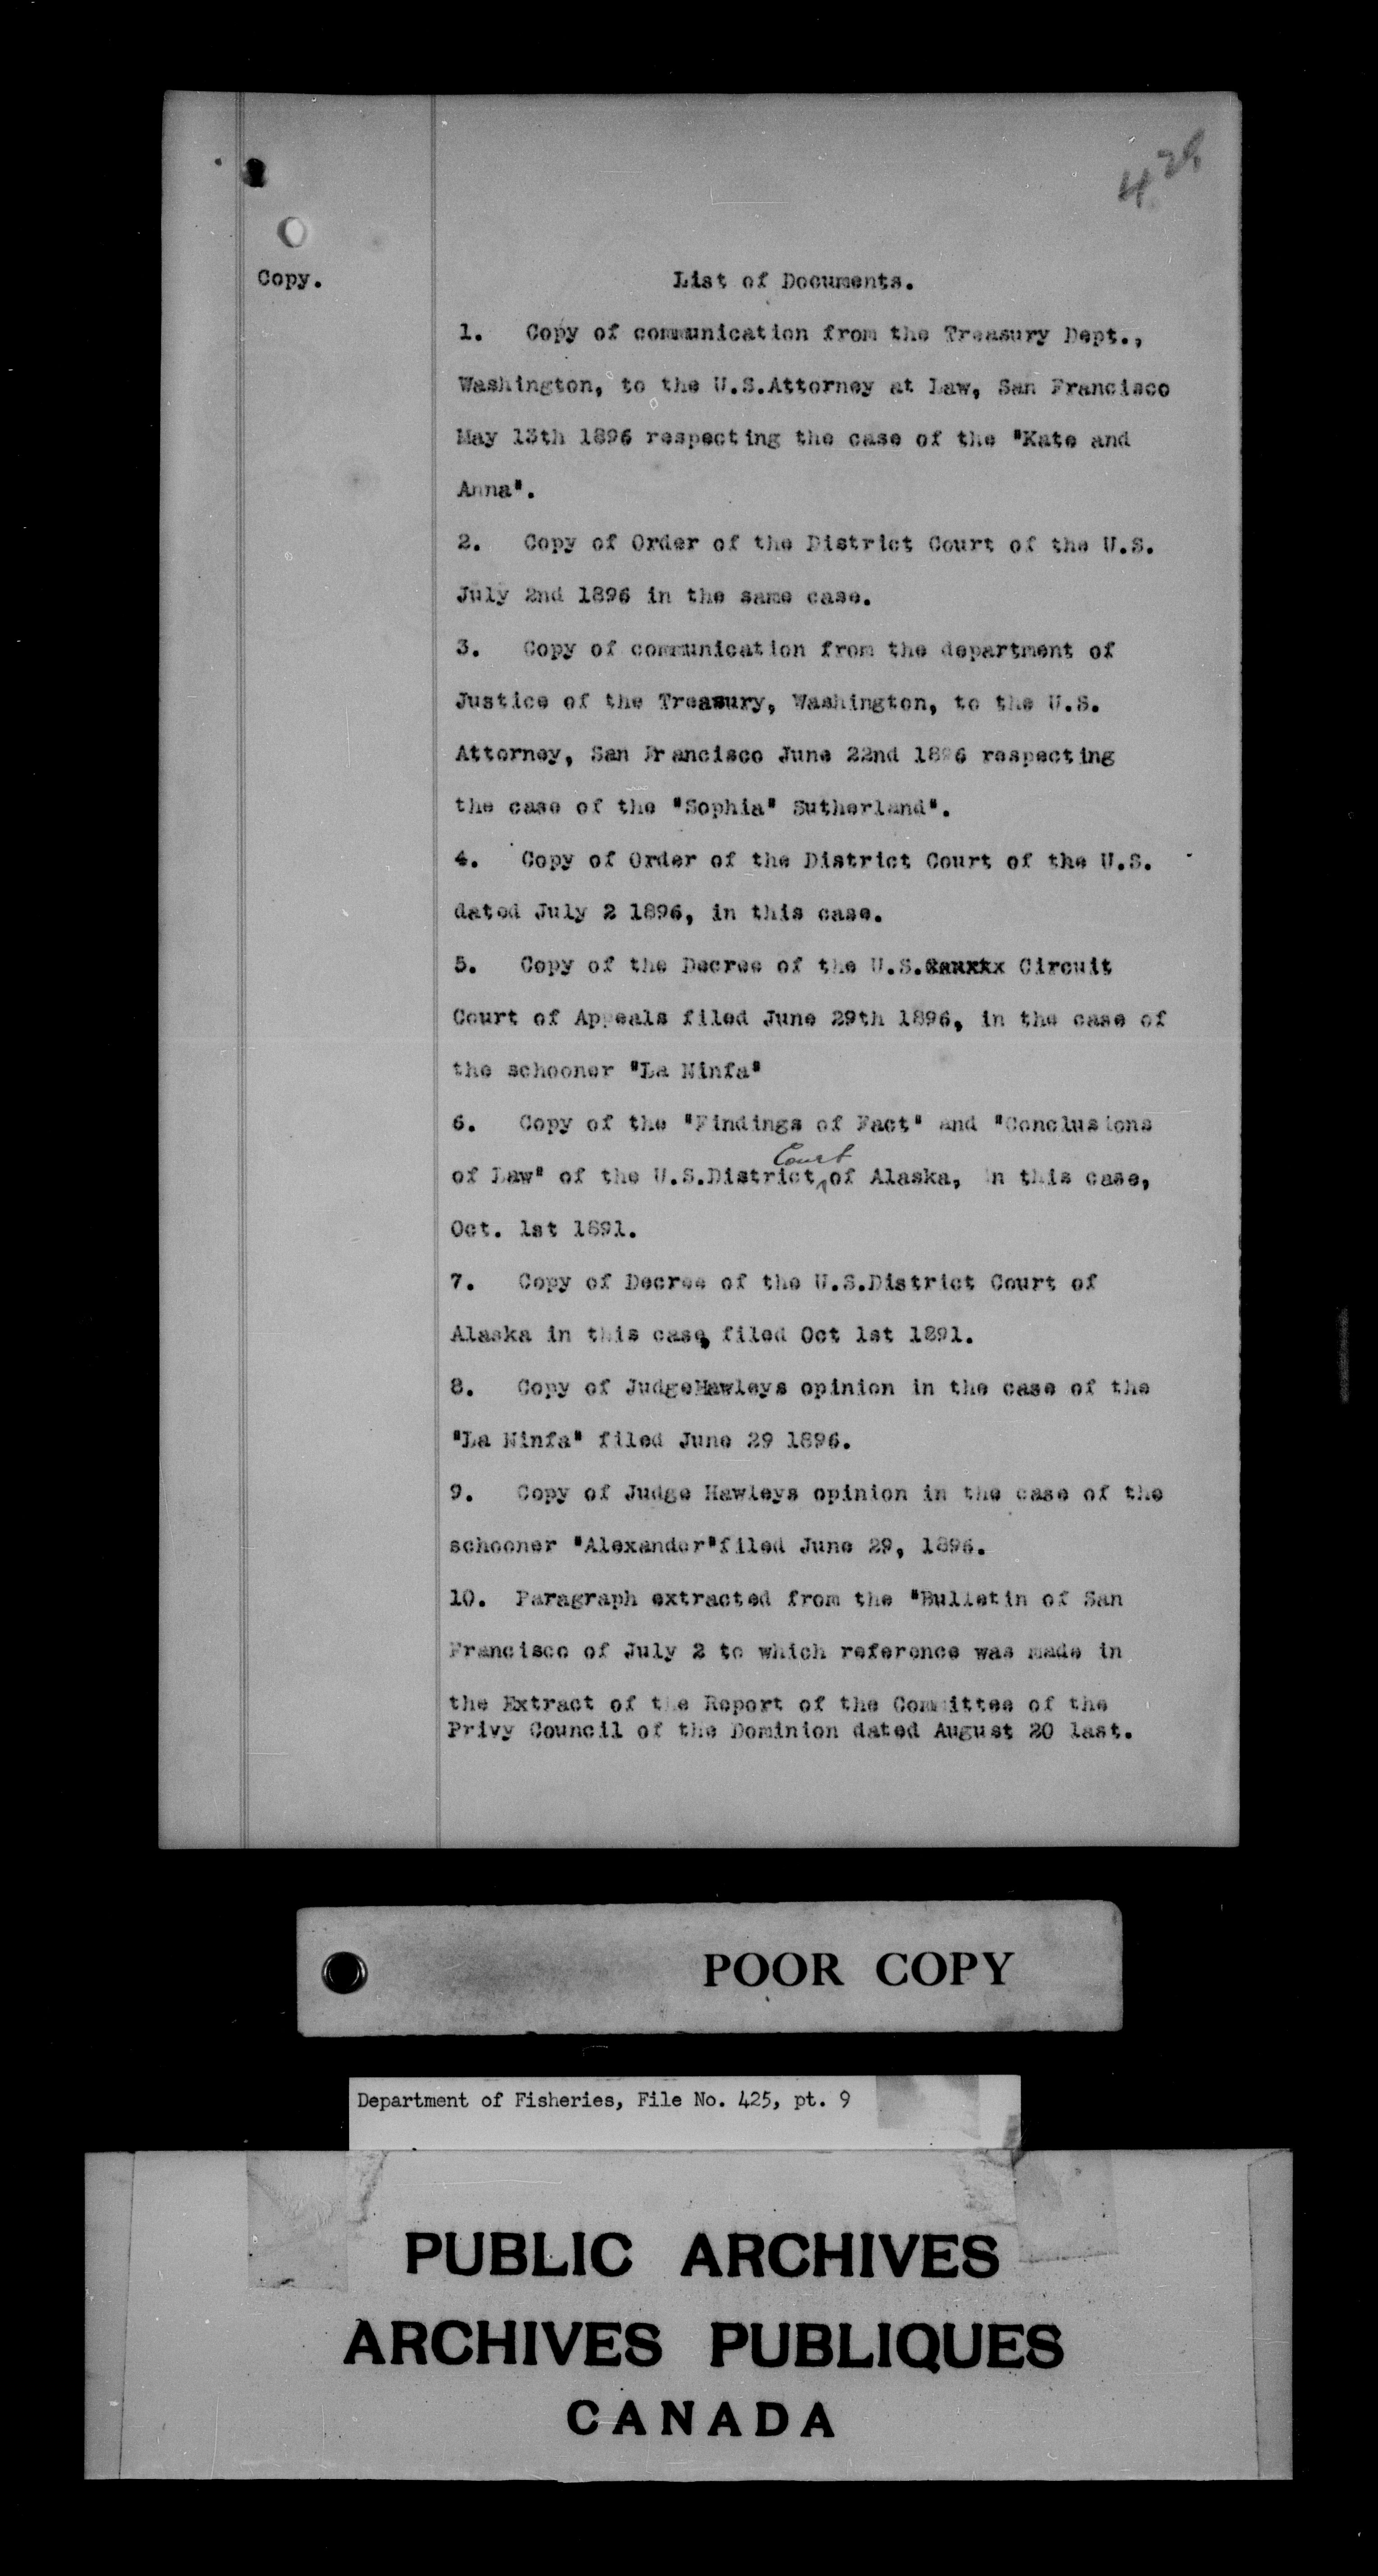 Copy.
List of Documents.
1. Copy of communication from the Treasury Dept.,
Washington, to the U.S.Attorney at Law, San Francisco
May 13th 1896 respecting the case of the "Kate and
Anna".
2. Copy of Order of the District Court of the U.S.
July 2nd 1896 in the same case.
3. Copy of communication from the department of
Justice of the Treasury, Washington, to the U.S.
Attorney, San Francisco June 22nd 1896 respecting
the case of the "Sophia" Sutherland".
4. Copy of Order of the District Court of the U.S.
dated July 2 1896, in this case.
5. Copy of the Decree of the U.S. Circuit
Court of Appeals filed June 29th 1896, in the case of
the schooner "La Ninfa"
6. Copy of the "Findings of Fact" and "Conclusions
Court
of Law" of the U.S.District of Alaska, in this case,
Oct. 1st 1891.
7. Copy of Decree of the U.S.District Court of
Alaska in this case, filed Oct 1st 1891.
8. Copy of JudgeHawleys opinion in the case of the
"La Ninfa" filed June 29 1896.
9. Copy of Judge Hawleys opinion in the case of the
schooner "Alexander"filed June 29, 1896.
10. Paragraph extracted from the "Bulletin of San
Francisco of July 2 to which reference was made in
the Extract of the Report of the Committee of the
Privy Council of the Dominion dated August 20 last.
POOR COPY
Department of Fisheries, File No. 425, pt. 9
PUBLIC ARCHIVES
ARCHIVES PUBLIQUES
CANADA